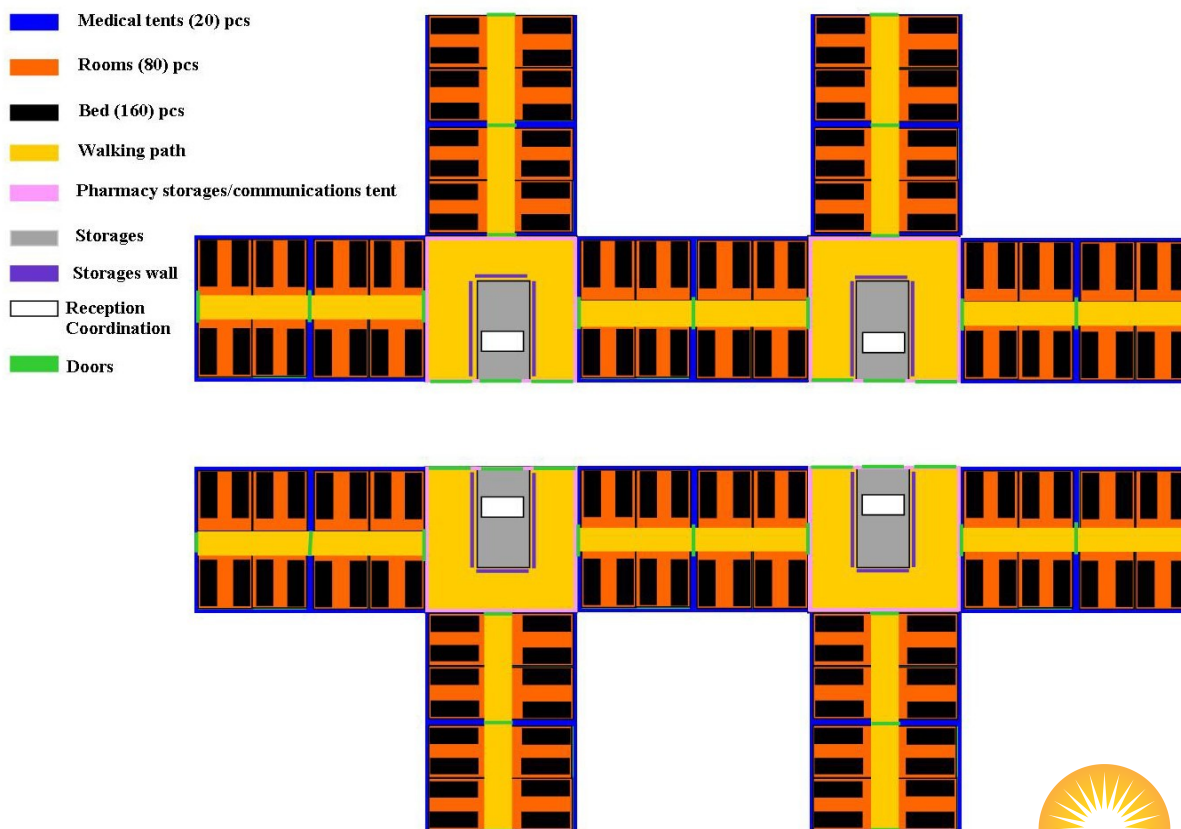 Medical tents (20) pcs
Rooms (80) pcs
Bed (160) pcs
Walking path
Pharmacy storages/communications tent
Storages
Storages wall
Reception
Coordination
Doors